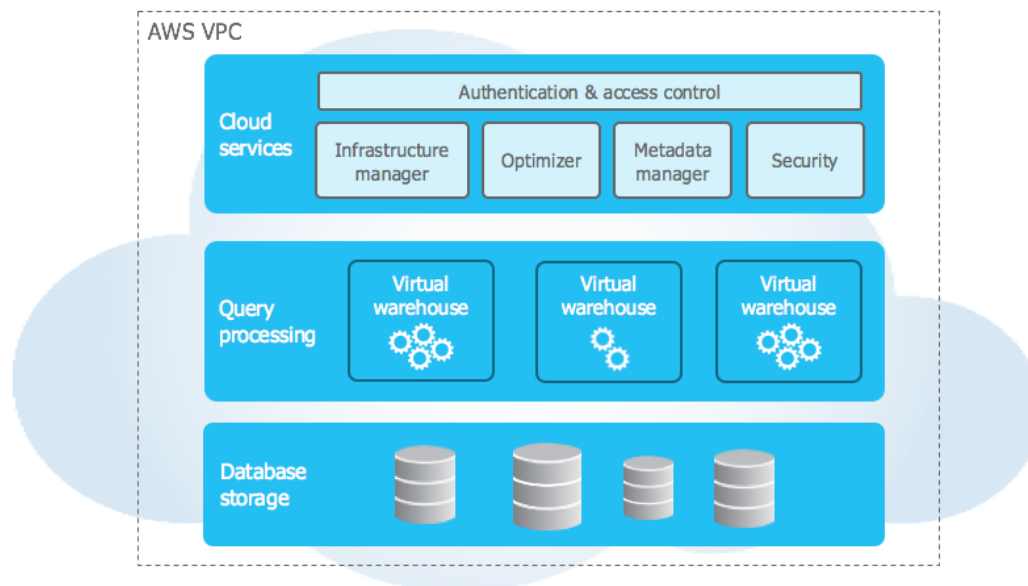 AWS VPC
Cloud
services
Authentication & access control
Infrastructure
manager
Optimizer
Metadada
manager
Security
Query
processing
Virtual
warehouse
Virtual
warehouse
Virtual
warehouse
Database
storage